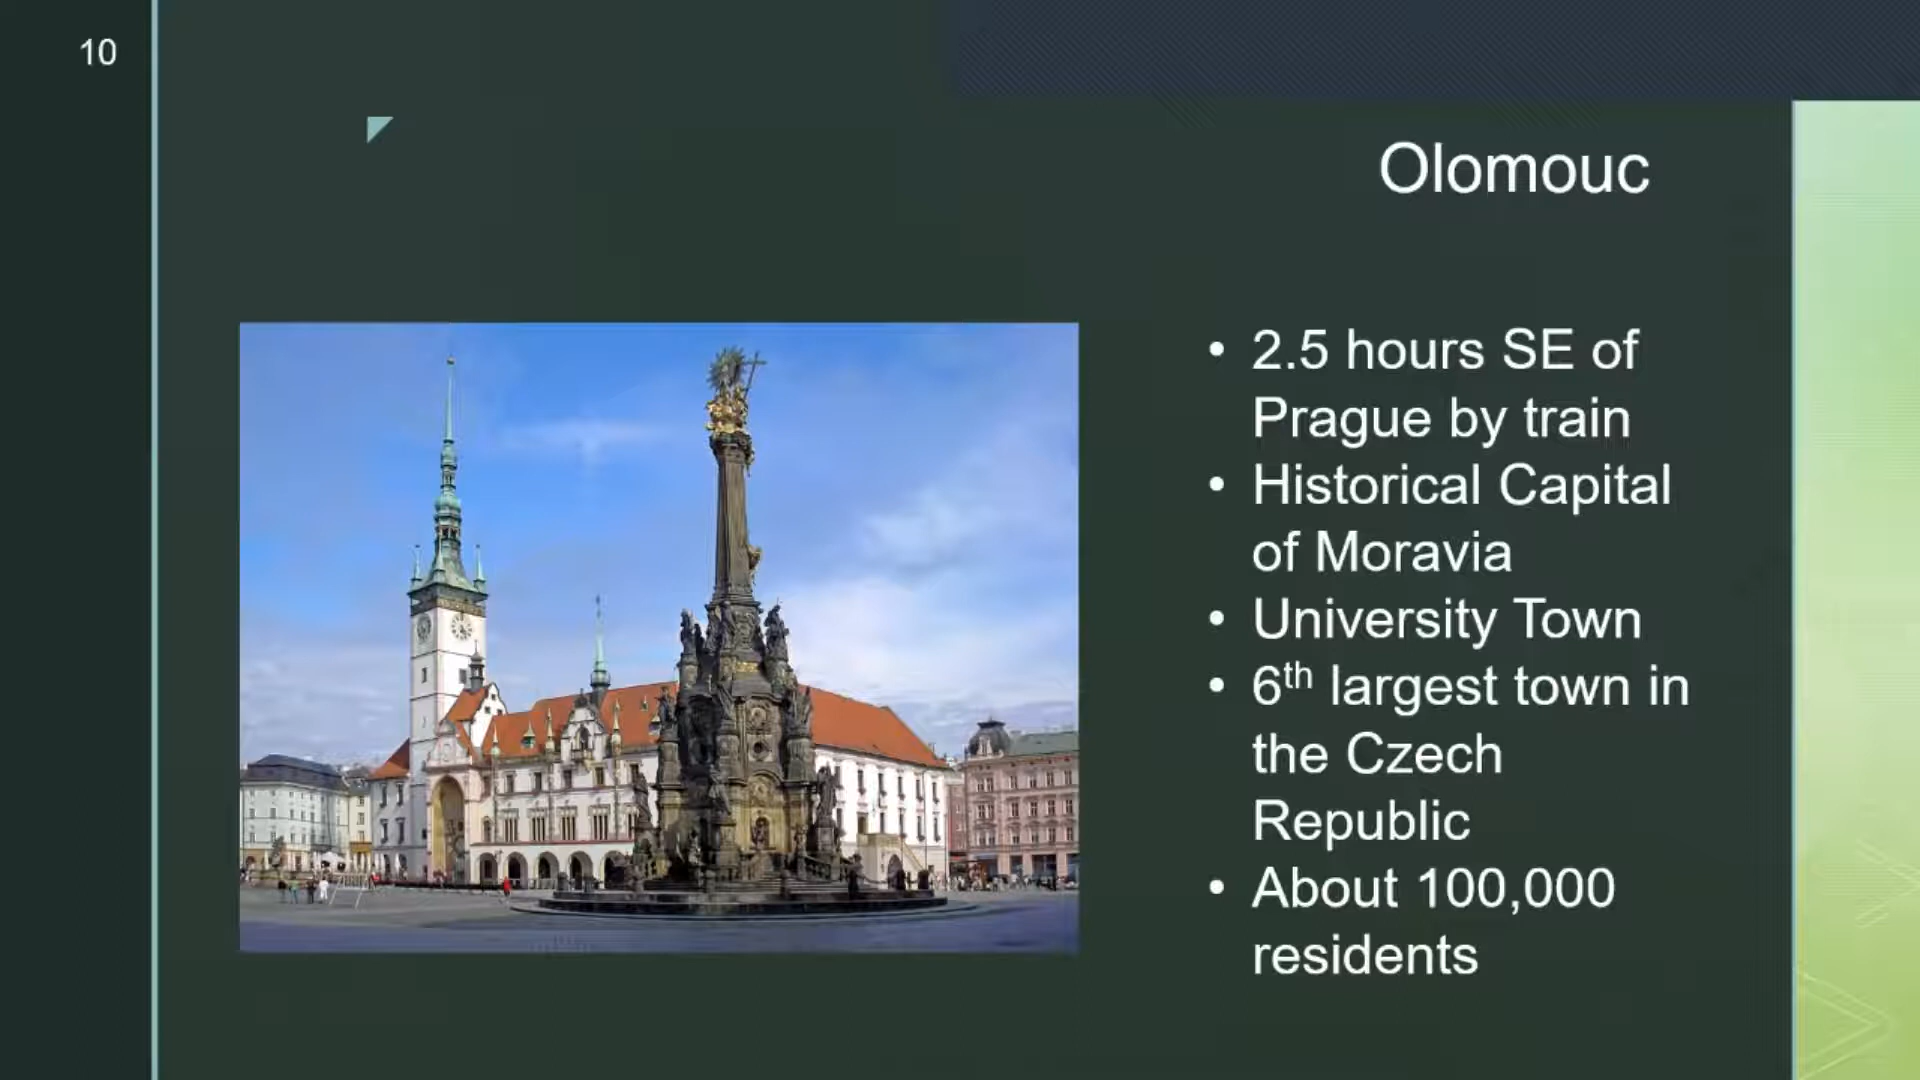 10
Olomouc
• 2.5 hours SE of
Prague by train
• Historical Capital
of Moravia
• University Town
• 6th largest town in
the Czech
Republic
• About 100,000
residents